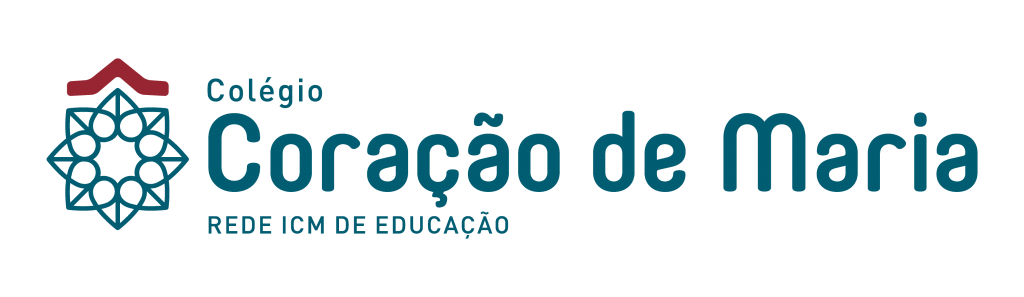 Colégio
Coração de Maria
REDE ICM DE EDUCAÇÃO